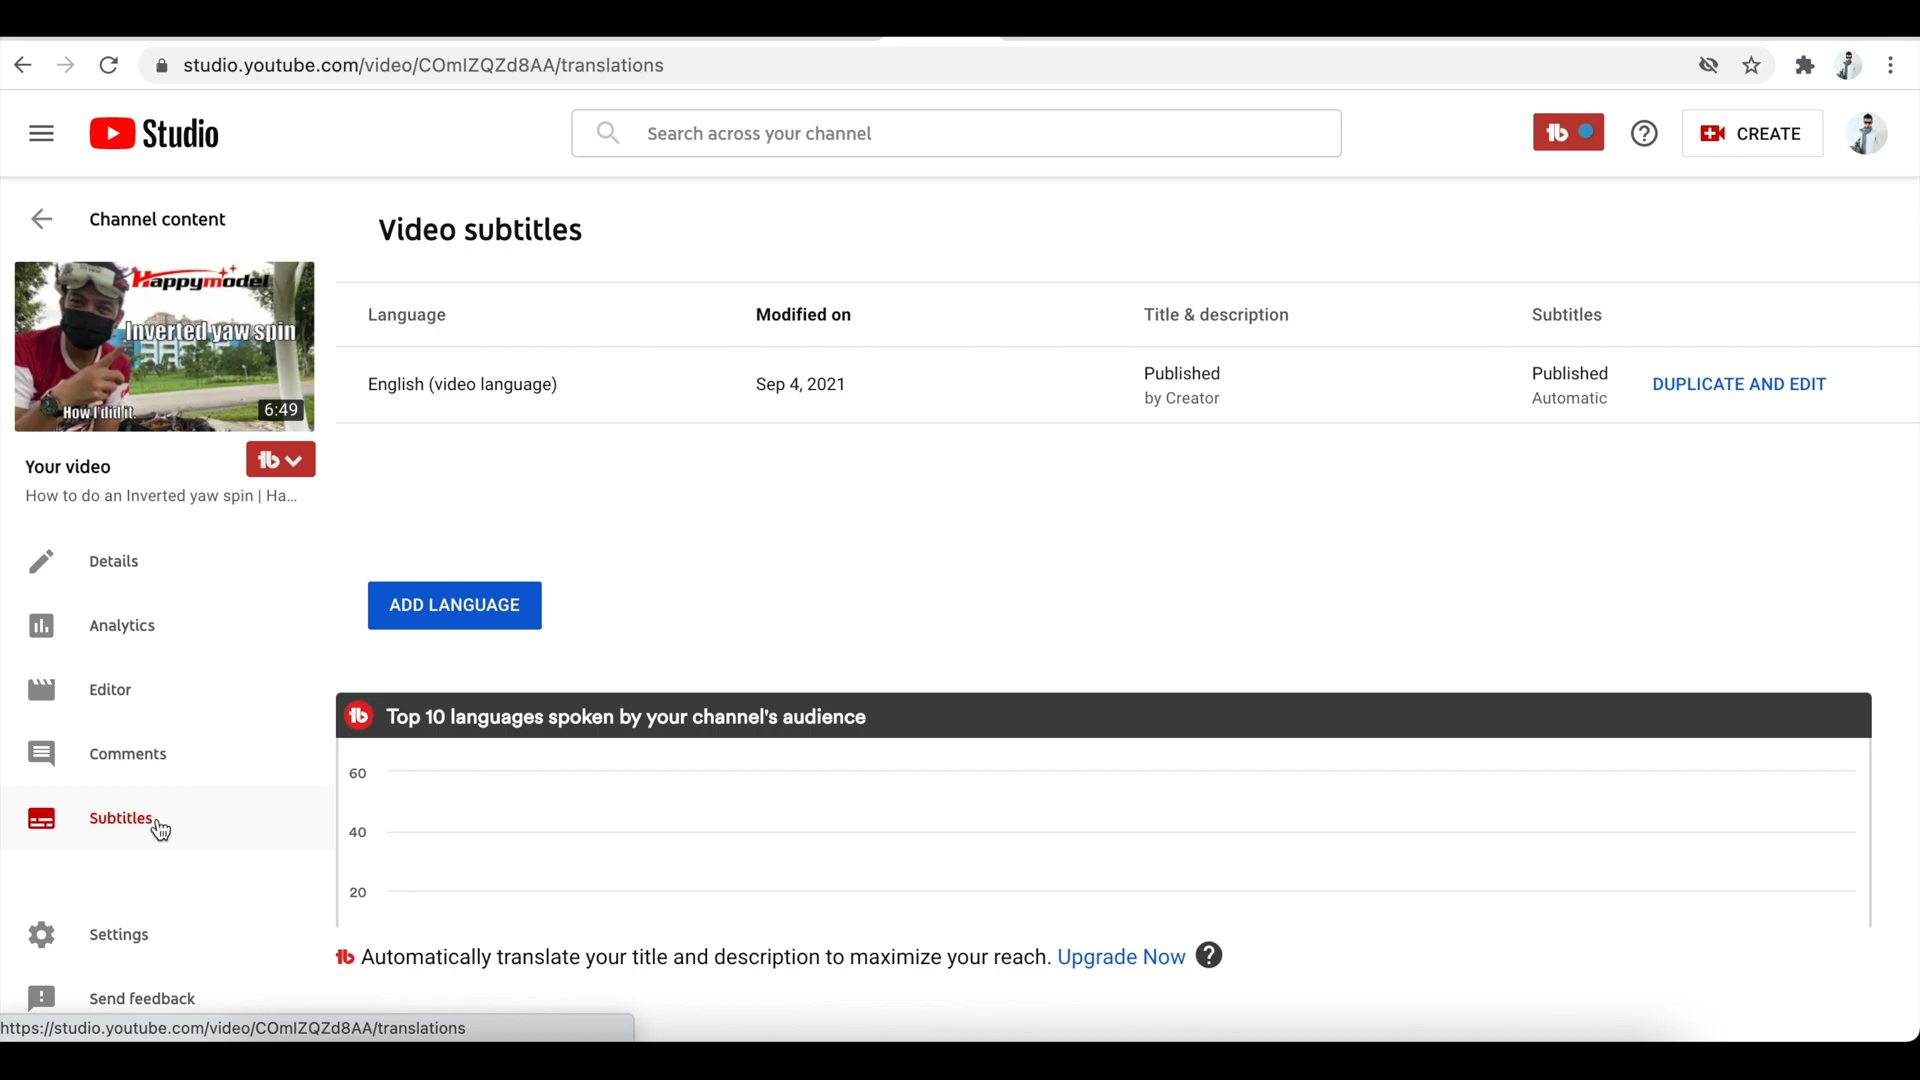 studio.youtube.com/video/COmIZQZd8AA/translations
Studio
Search across your channel
CREATE
Channel content
Happymodel
Inverted yaw spin
How I did it.
6:49
Your video
How to do an Inverted yaw spin | Ha...
Details
Analytics
Editor
Comments
Subtitles
Settings
Send feedback
Video subtitles
Language Modified on Title & description Subtitles
English (video language) Sep 4, 2021 Published Published DUPLICATE AND EDIT
by Creator Automatic
ADD LANGUAGE
Top 10 languages spoken by your channel's audience
60
40
20
Automatically translate your title and description to maximize your reach. Upgrade Now
https://studio.youtube.com/video/COmIZQZd8AA/translations